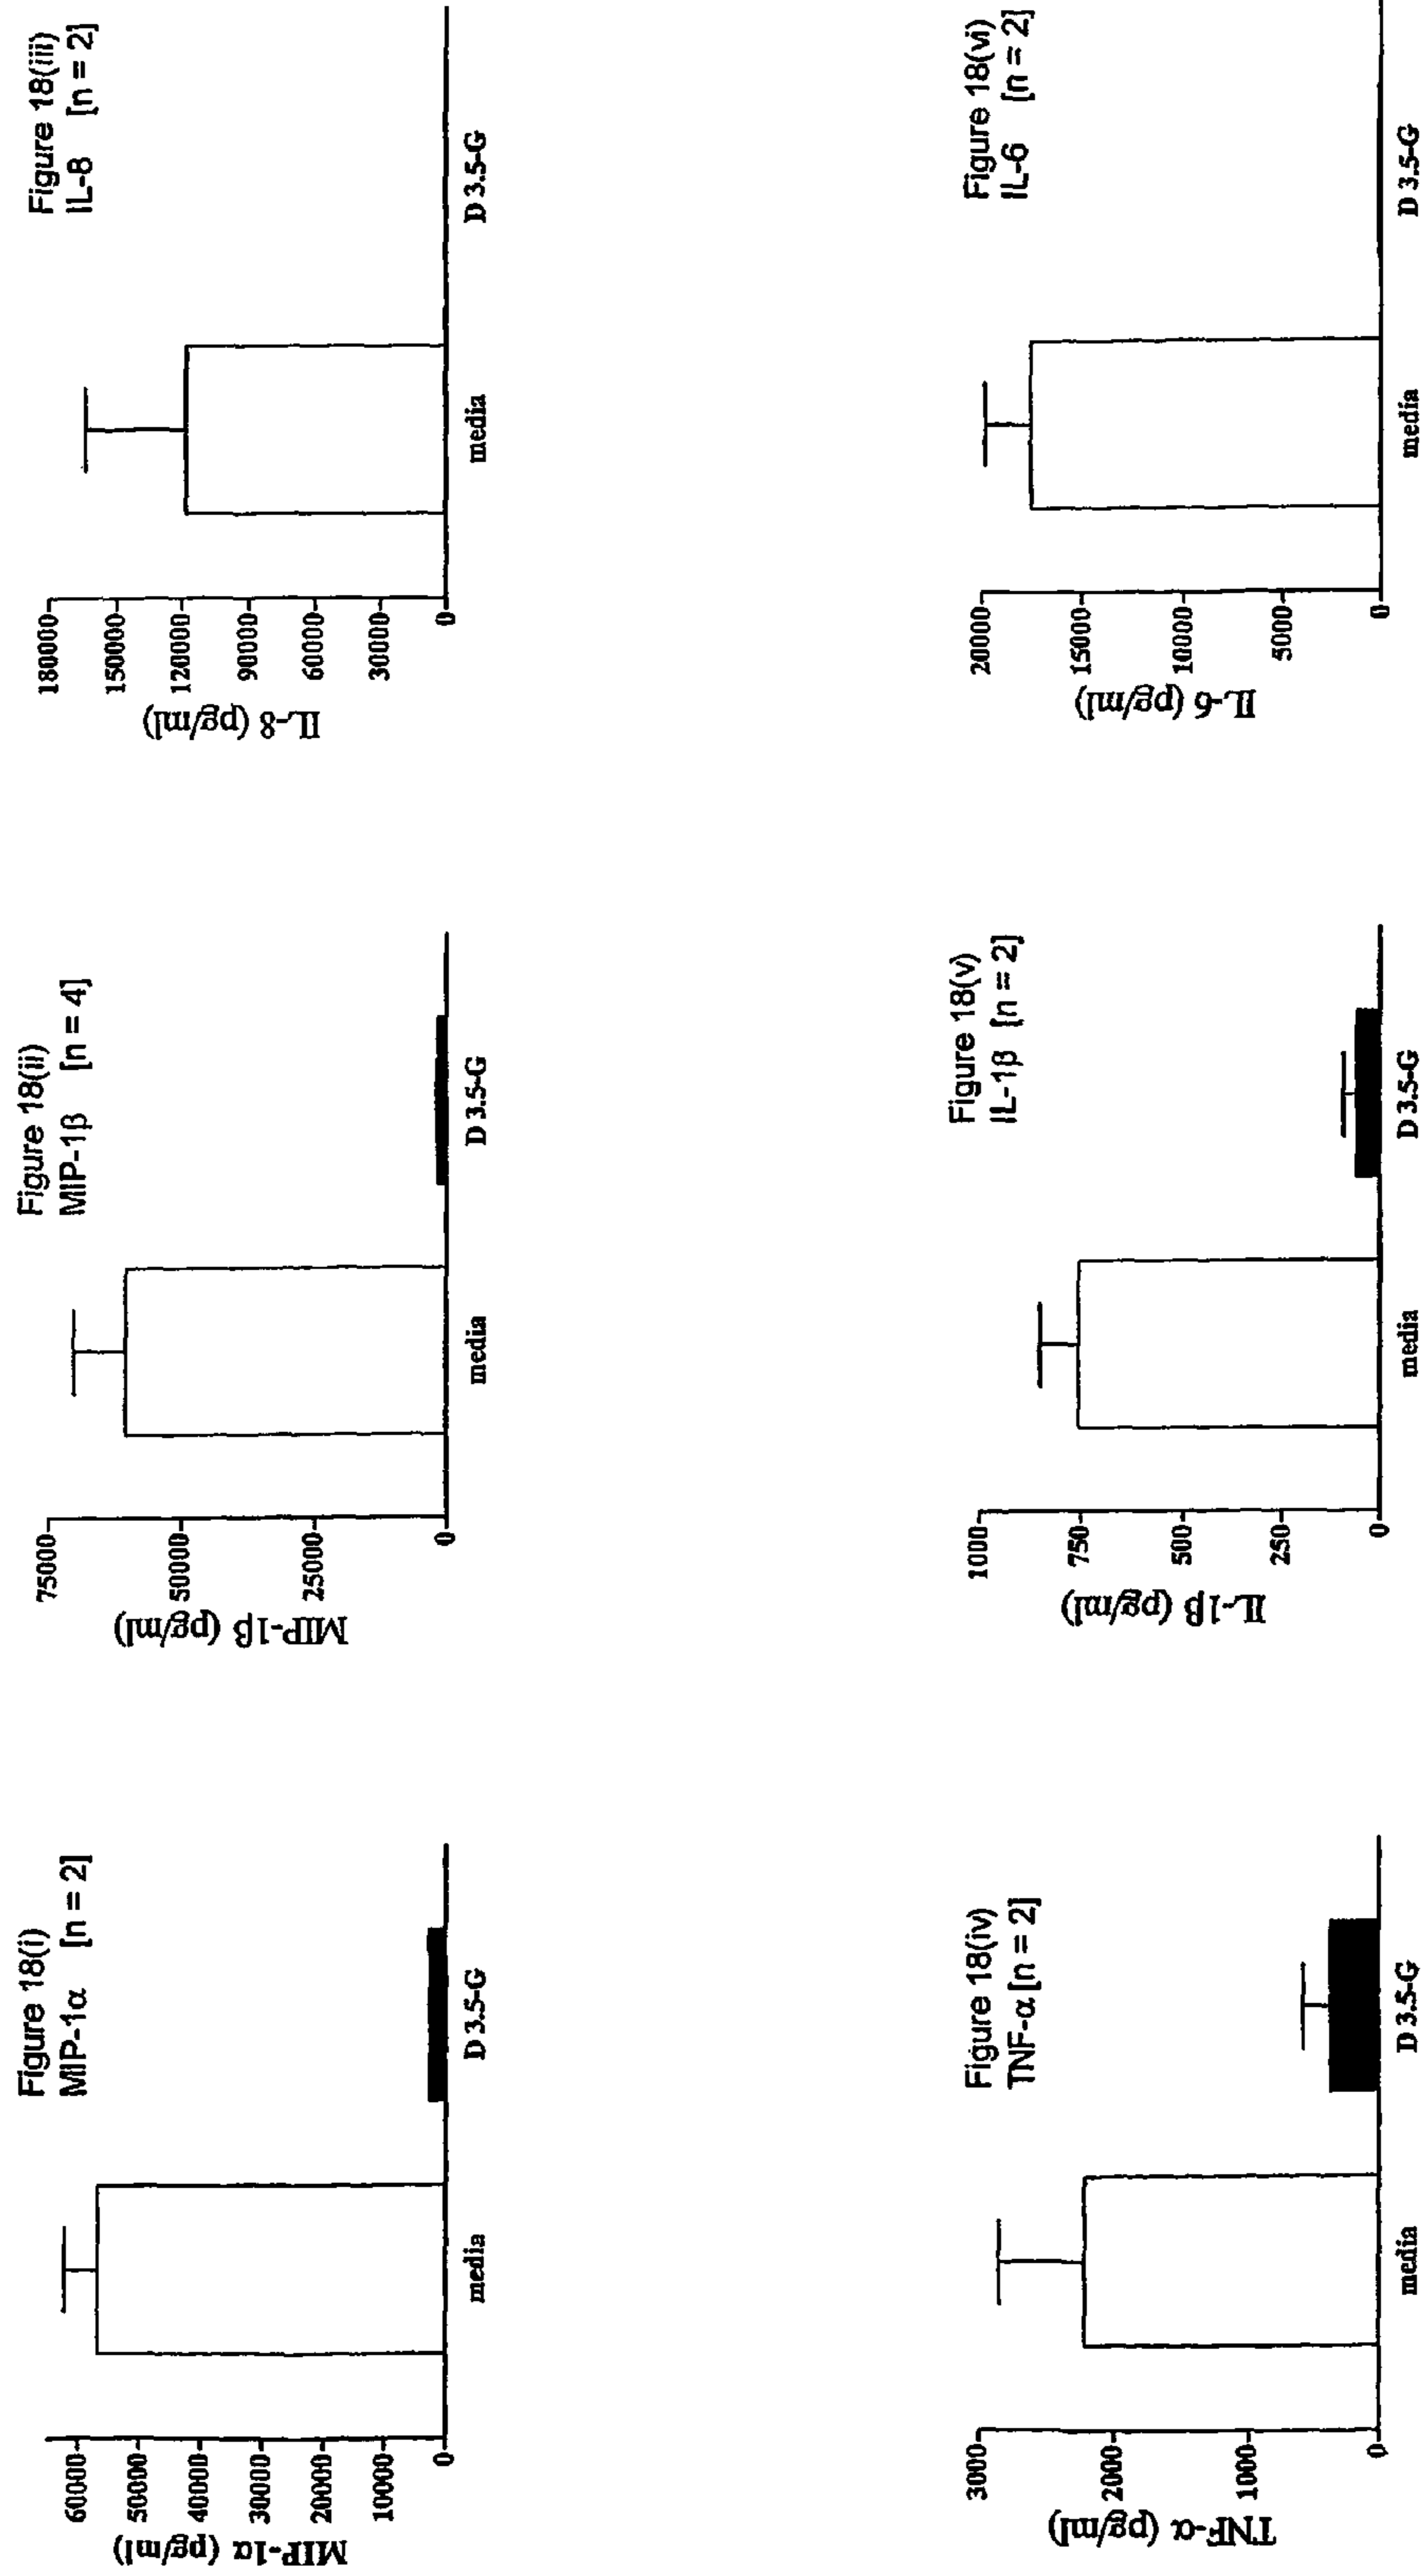 Figure 18(i)
MIP-1α [n = 2]
MIP-1α (pg/ml)
60000
50000
40000
30000
20000
10000
0
media
D 3.5-G
Figure 18(ii)
MIP-1β [n = 4]
MIP-1β (pg/ml)
75000
50000
25000
0
media
D 3.5-G
Figure 18(iii)
IL-8 [n = 2]
IL-8 (pg/ml)
180000
150000
120000
90000
60000
30000
0
media
D 3.5-G
Figure 18(iv)
TNF-α [n = 2]
TNF-α (pg/ml)
3000
2000
1000
0
media
D 3.5-G
Figure 18(v)
IL-1β [n = 2]
IL-1β (pg/ml)
1000
750
500
250
0
media
D 3.5-G
Figure 18(vi)
IL-6 [n = 2]
IL-6 (pg/ml)
20000
15000
10000
5000
0
media
D 3.5-G